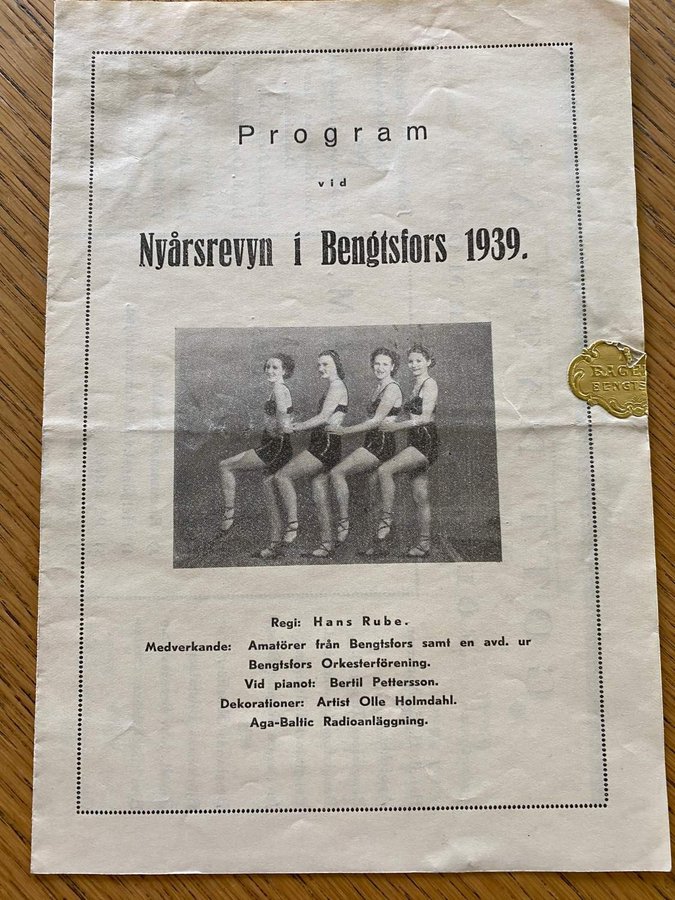 Program
vid
Nyårsrevyn i Bengtsfors 1939.
Regi: Hans Rube.
Medverkande: Amatörer från Bengtsfors samt en avd. ur
Bengtsfors Orkesterförening.
Vid pianot: Bertil Pettersson.
Dekorationer: Artist Olle Holmdahl.
Aga-Baltic Radioanläggning.